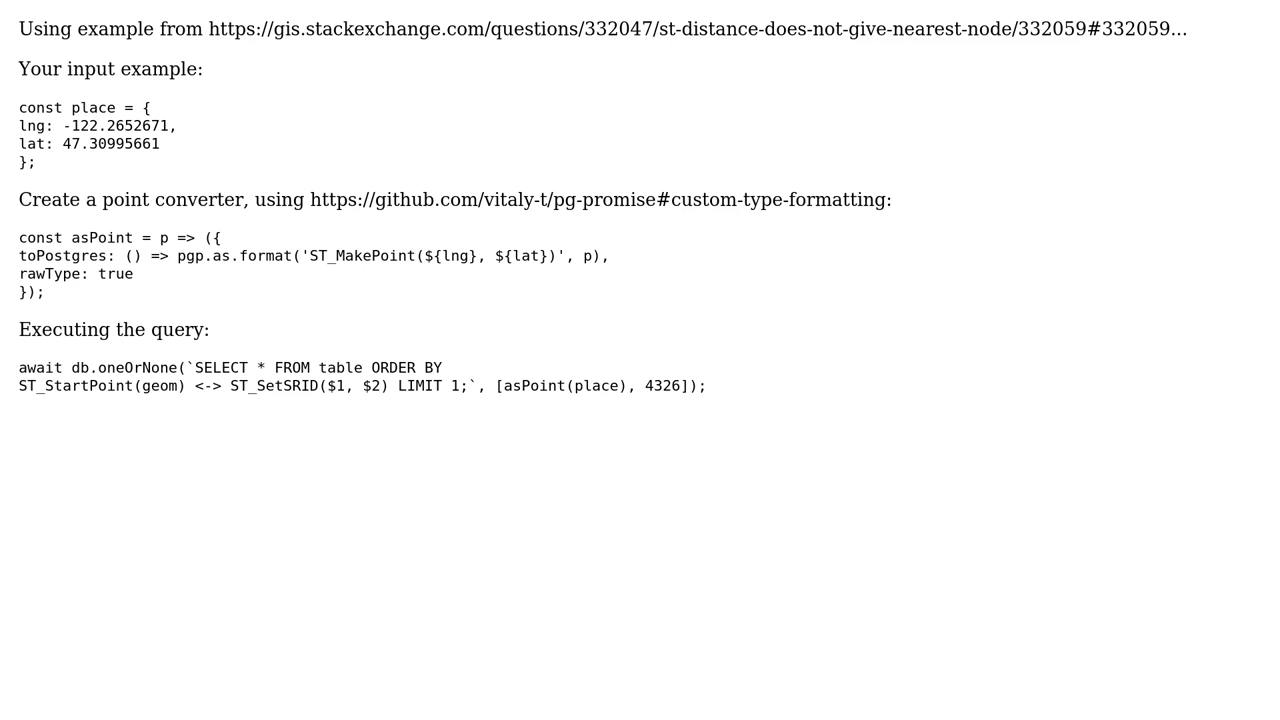 Using example from https://gis.stackexchange.com/questions/332047/st-distance-does-not-give-nearest-node/332059#332059...
Your input example:
const place = {
lng: -122.2652671,
lat: 47.30995661
};
Create a point converter, using https://github.com/vitaly-t/pg-promise#custom-type-formatting:
const asPoint = p => ({
toPostgres: () => pgp.as.format('ST_MakePoint(${lng}, ${lat})', p),
rawType: true
});
Executing the query:
await db.oneOrNone(`SELECT * FROM table ORDER BY
ST_StartPoint(geom) <-> ST_SetSRID($1, $2) LIMIT 1;`, [asPoint(place), 4326]);